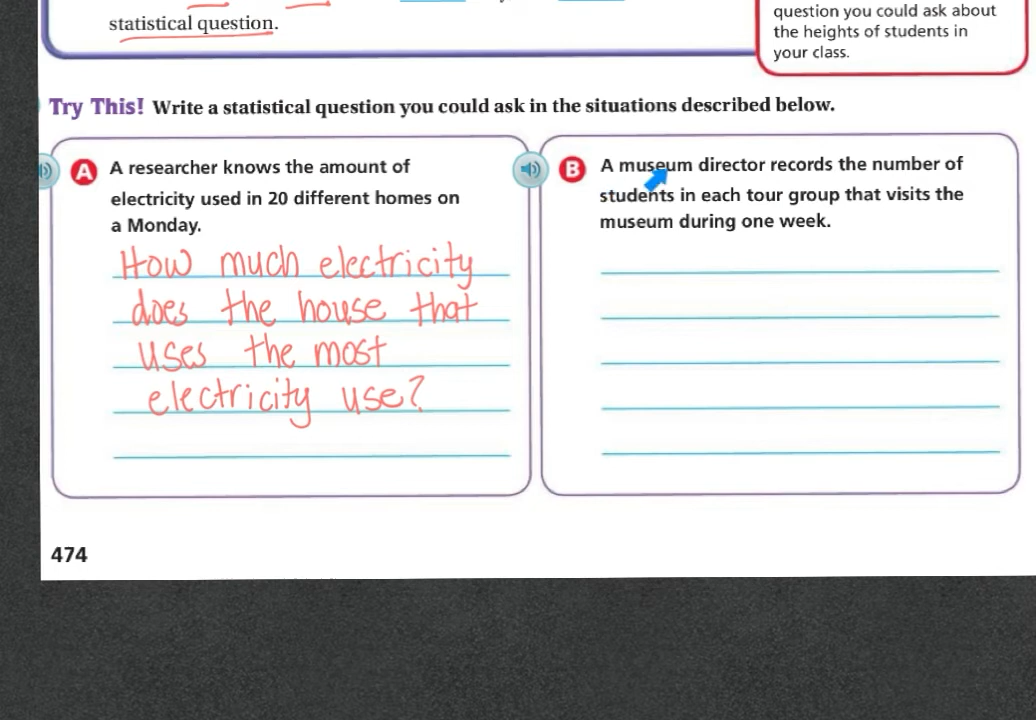 statistical question.
question you could ask about
the heights of students in
your class.
Try This! Write a statistical question you could ask in the situations described below.
A A researcher knows the amount of
electricity used in 20 different homes on
a Monday.
How much electricity
does the house that
uses the most
electricity use?
B A museum director records the number of
students in each tour group that visits the
museum during one week.
474